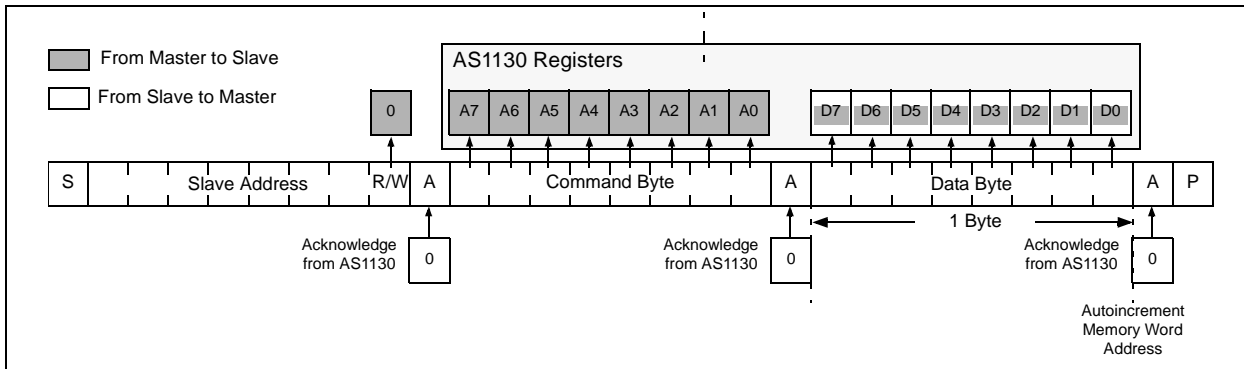 From Master to Slave
From Slave to Master
AS1130 Registers
0 A7 A6 A5 A4 A3 A2 A1 A0 D7 D6 D5 D4 D3 D2 D1 D0
S Slave Address R/W A Command Byte A Data Byte A P
1 Byte
Acknowledge
from AS1130
0
Acknowledge
from AS1130
0
Acknowledge
from AS1130
0
Autoincrement
Memory Word
Address